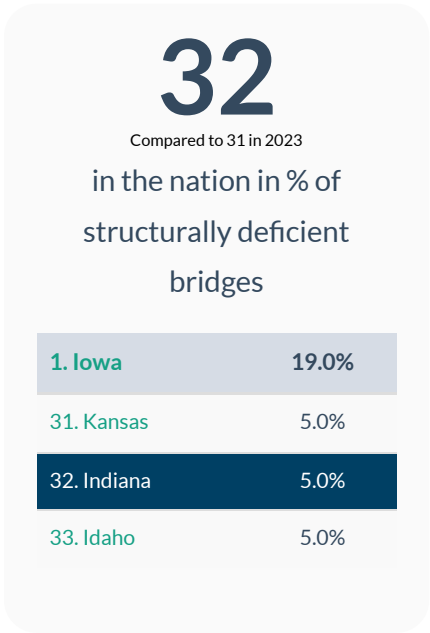 32
Compared to 31 in 2023
in the nation in % of
structurally deficient
bridges
1. Iowa 19.0%
31. Kansas 5.0%
32. Indiana 5.0%
33. Idaho 5.0%